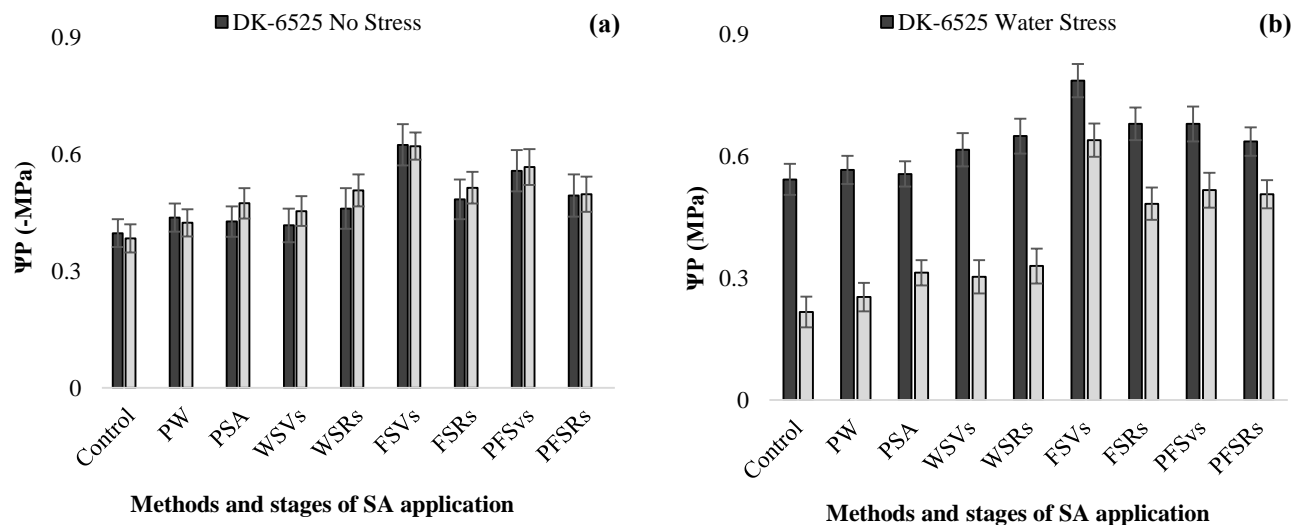 DK-6525 No Stress
(a)
0.9
0.6
0.3
0
ΨP (-MPa)
Control
PW
PSA
WSVs
WSRs
FSVs
FSRs
PFSvs
PFSRs
Methods and stages of SA application
DK-6525 Water Stress
(b)
0.9
0.6
0.3
0
ΨP (MPa)
Control
PW
PSA
WSVs
WSRs
FSVs
FSRs
PFSvs
PFSRs
Methods and stages of SA application